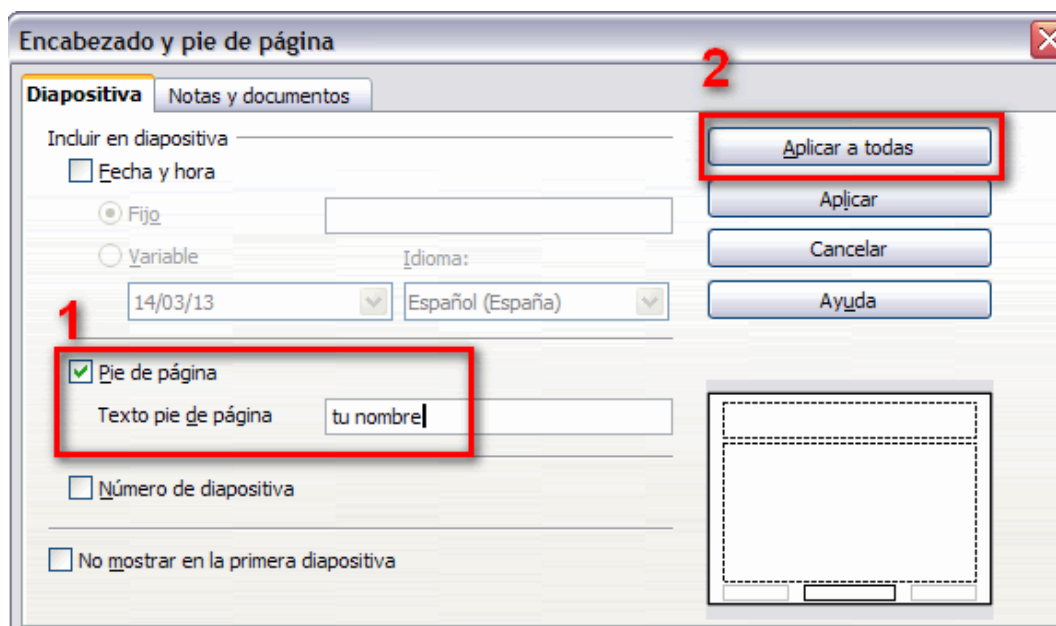 Encabezado y pie de página
2
Diapositiva
Notas y documentos
Incluir en diapositiva
Aplicar a todas
Fecha y hora
Aplicar
Fijo
Variable
Idioma:
Cancelar
14/03/13
Español (España)
Ayuda
1
Pie de página
Texto pie de página
tu nombre
Número de diapositiva
No mostrar en la primera diapositiva